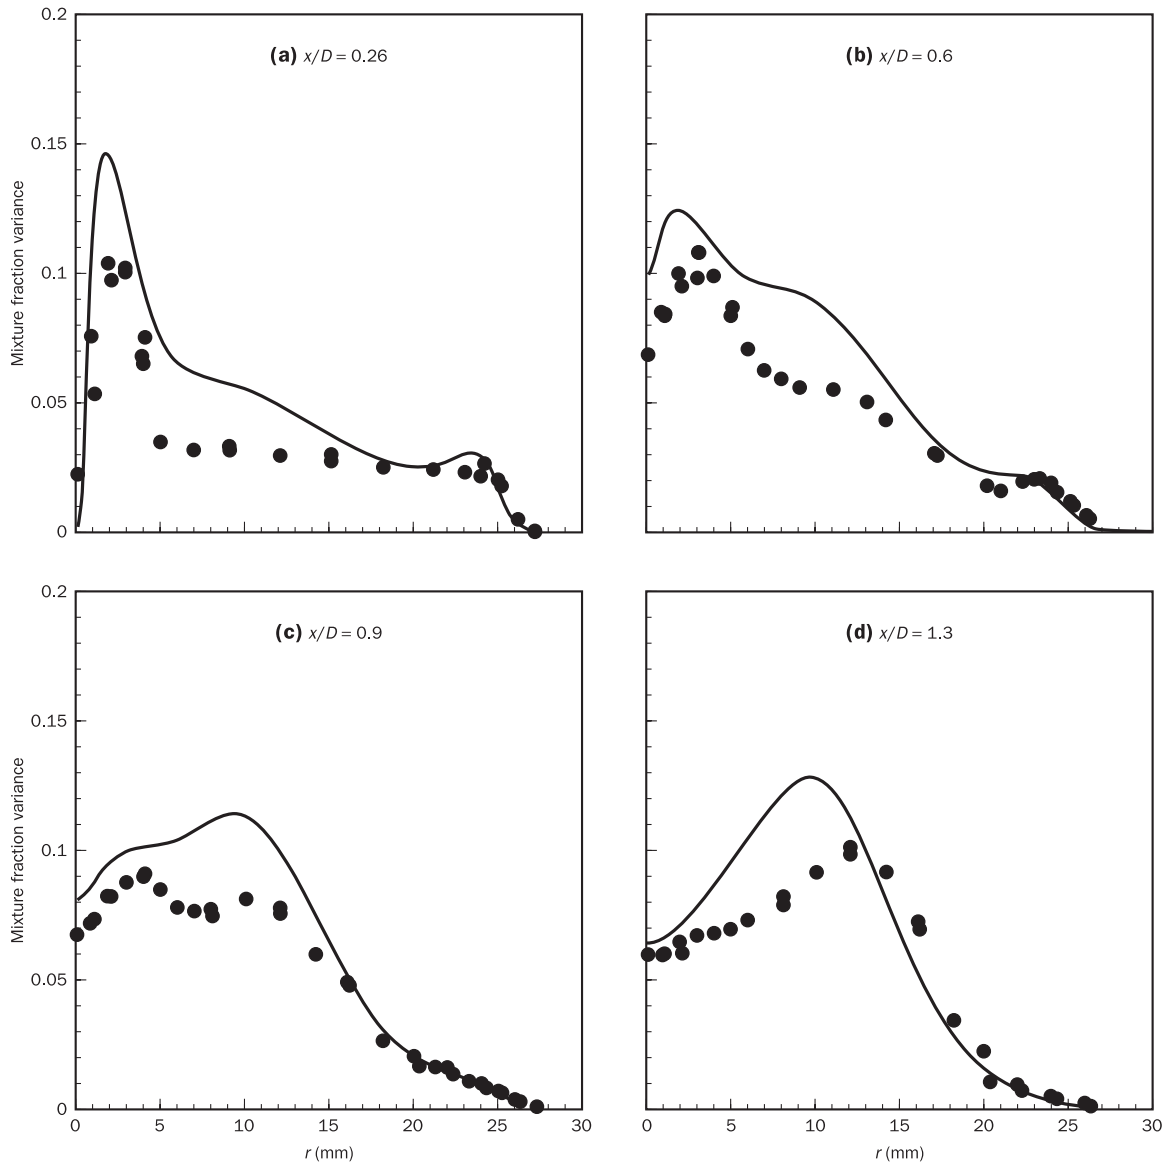 0.2
(a) x/D = 0.26
(b) x/D = 0.6
0.15
Mixture fraction variance
0.1
0.05
0
0.2
(c) x/D = 0.9
(d) x/D = 1.3
0.15
Mixture fraction variance
0.1
0.05
0
0 5 10 15 20 25 30
0 5 10 15 20 25 30
r (mm)
r (mm)